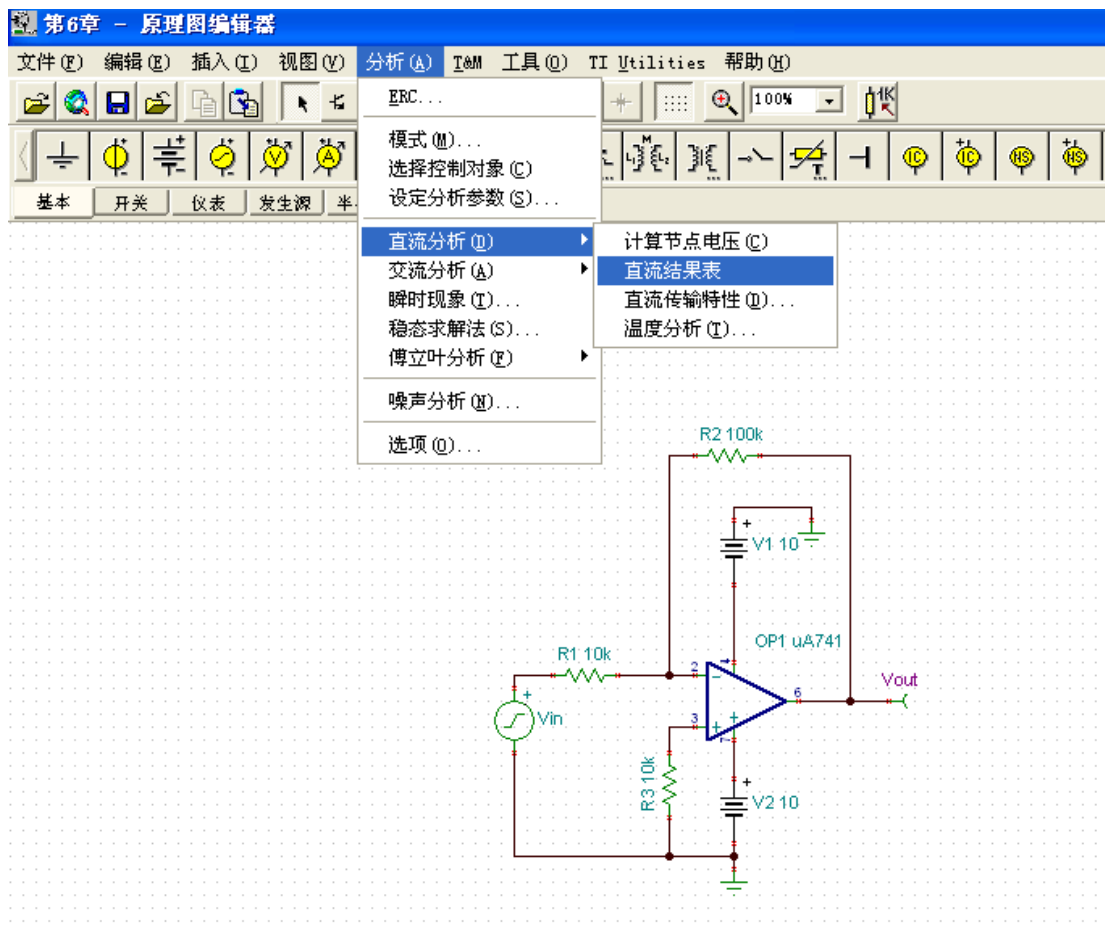 第6章 - 原理图编辑器
文件(F) 编辑(E) 插入(I) 视图(V) 分析(A) T&M 工具(O) TI Utilities 帮助(H)
100%
1K
基本 开关 仪表 发生源 半
ERC...
模式(M)...
选择控制对象(C)
设定分析参数(S)...
直流分析(D)
交流分析(A)
瞬时现象(T)...
稳态求解法(S)...
傅立叶分析(F)
噪声分析(N)...
选项(O)...
计算节点电压(C)
直流结果表
直流传输特性(D)...
温度分析(T)...
R2 100k
+
V1 10
OP1 uA741
R1 10k
2
4
6
Vout
+
Vin
3
7
R3 10k
+
V2 10